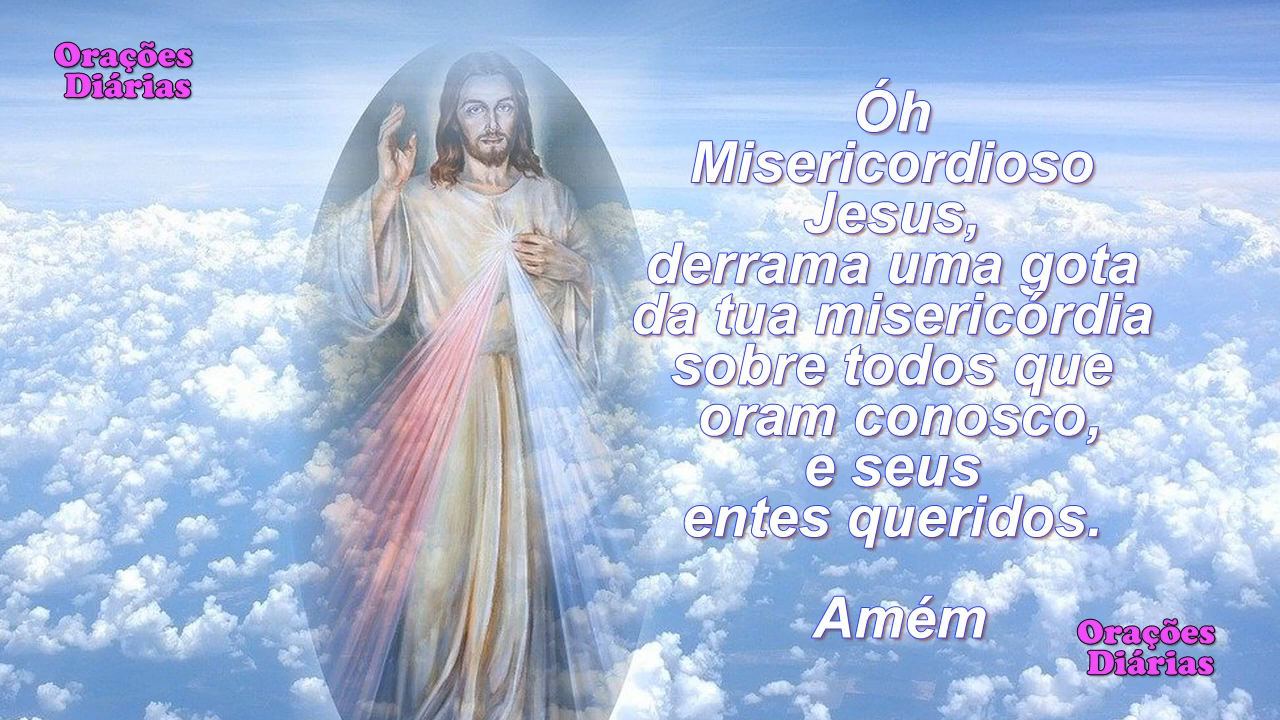 Orações
Diárias
Óh
Misericordioso
Jesus,
derrama uma gota
da tua misericórdia
sobre todos que
oram conosco,
e seus
entes queridos.
Amém
Orações
Diárias